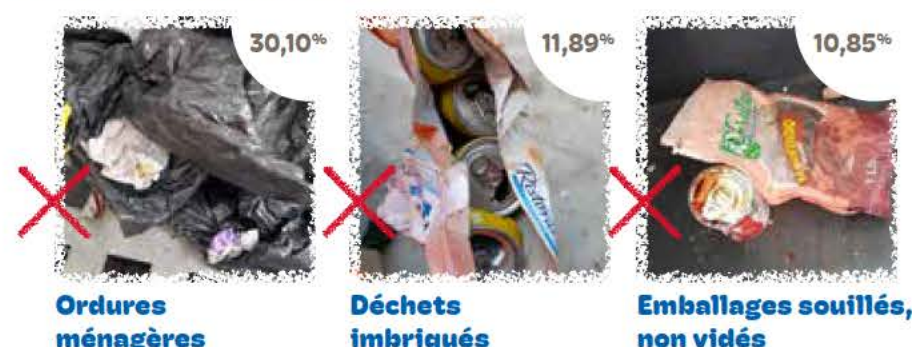 30,10%
11,89%
10,85%
Ordures
ménagères
Déchets
imbriqués
Emballages souillés,
non vidés